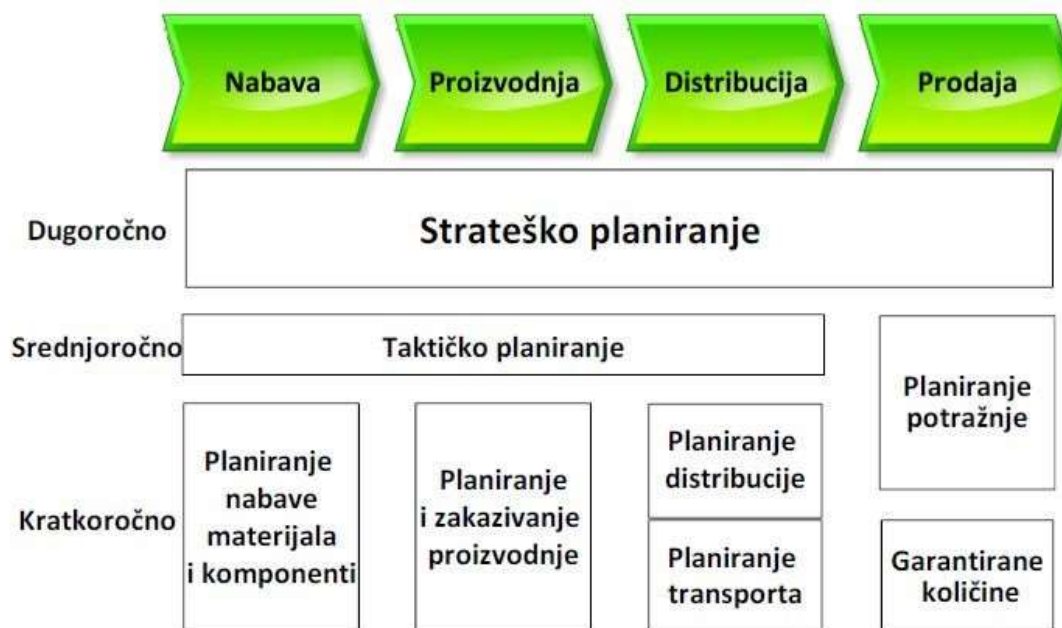 Nabava
Proizvodnja
Distribucija
Prodaja
Dugoročno
Strateško planiranje
Srednjoročno
Taktičko planiranje
Planiranje
potražnje
Kratkoročno
Planiranje
nabave
materijala
i komponenti
Planiranje
i zakazivanje
proizvodnje
Planiranje
distribucije
Planiranje
transporta
Garantirane
količine